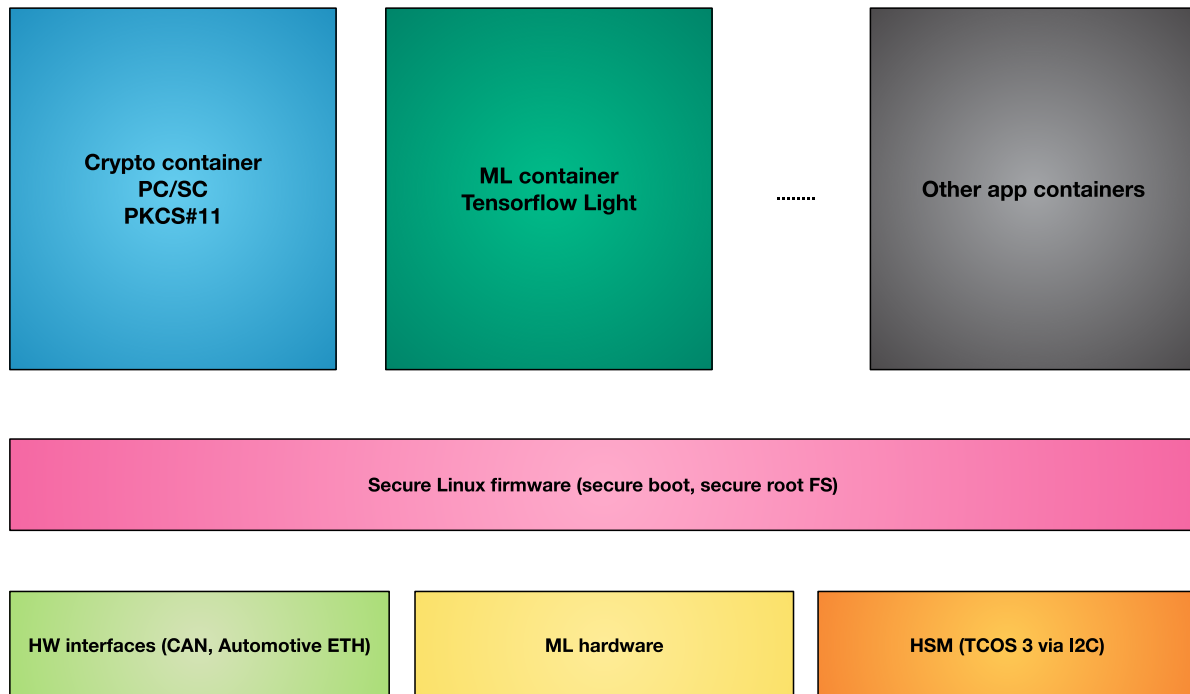 Crypto container
PC/SC
PKCS#11
ML container
Tensorflow Light
........
Other app containers
Secure Linux firmware (secure boot, secure root FS)
HW interfaces (CAN, Automotive ETH)
ML hardware
HSM (TCOS 3 via I2C)